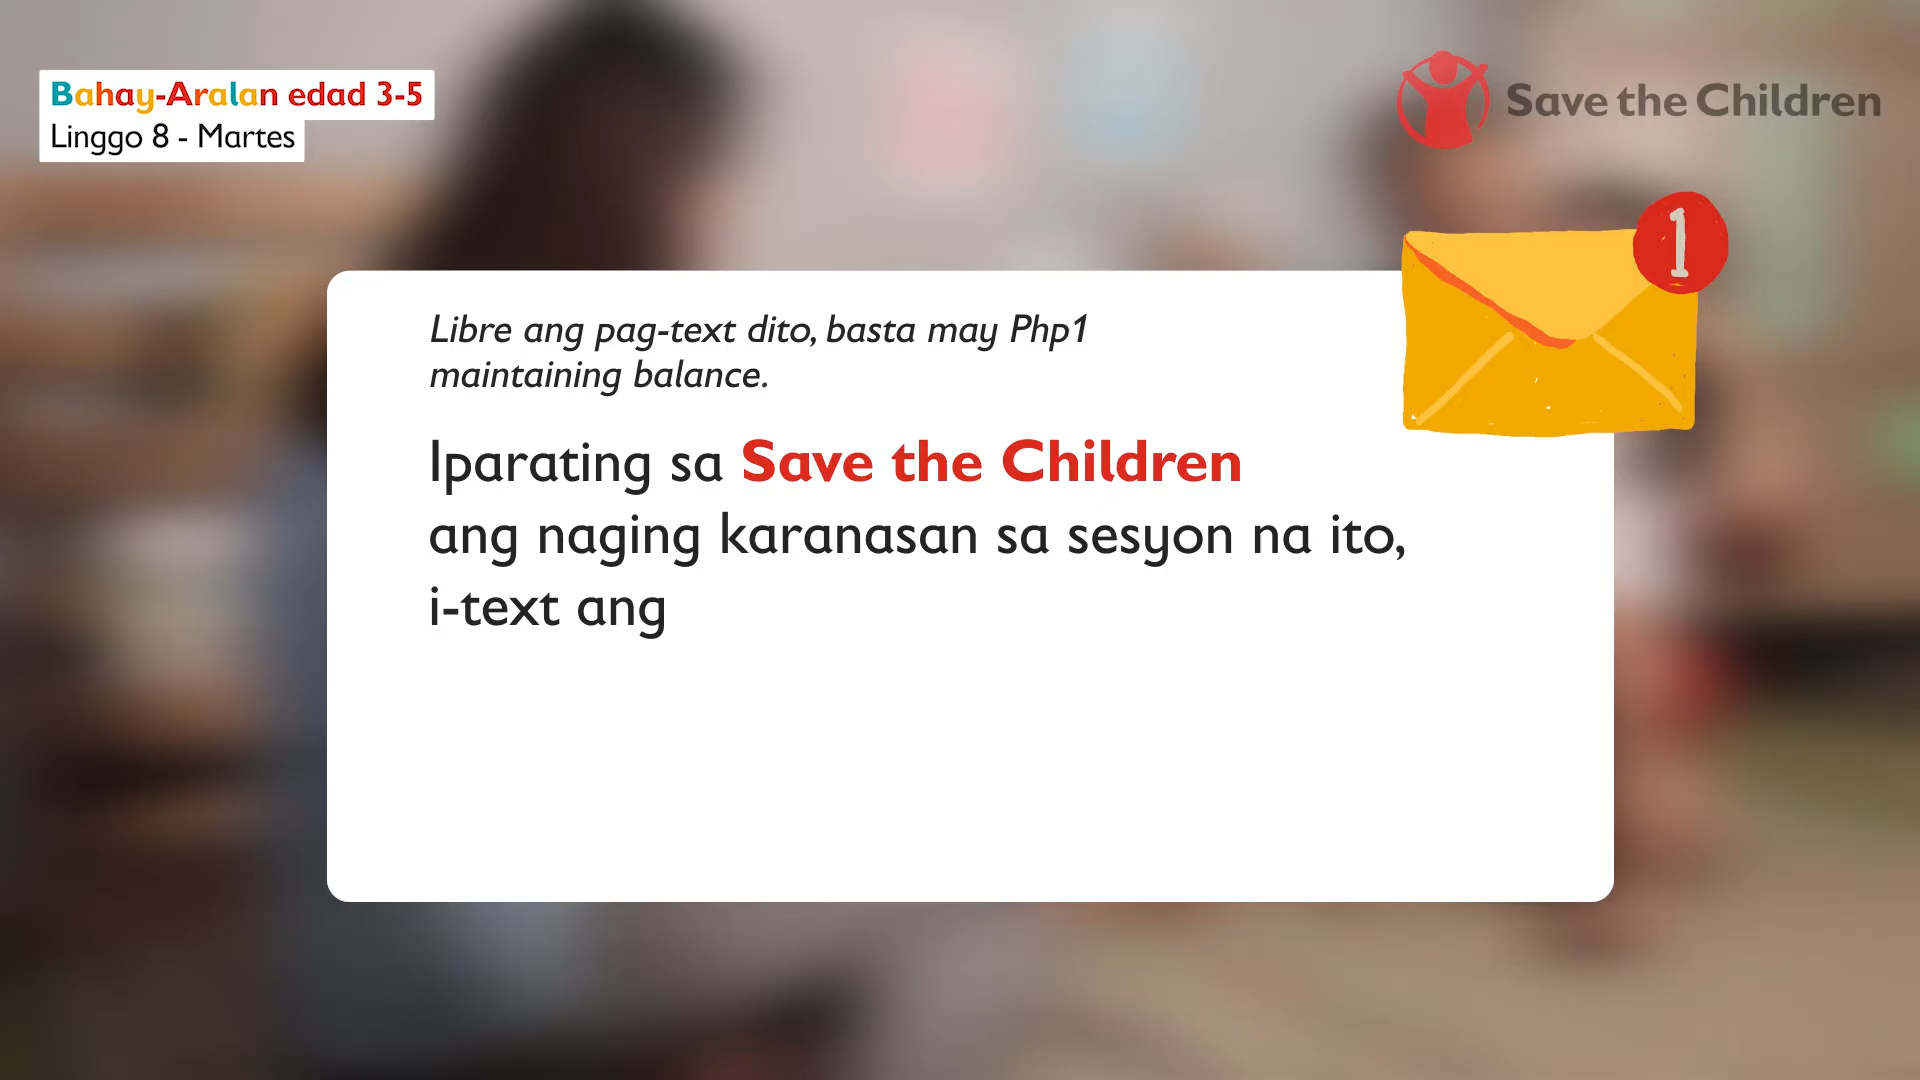 Bahay-Aralan edad 3-5
Linggo 8 - Martes
Save the Children
1
Libre ang pag-text dito, basta may Php1
maintaining balance.
Iparating sa Save the Children
ang naging karanasan sa sesyon na ito,
i-text ang